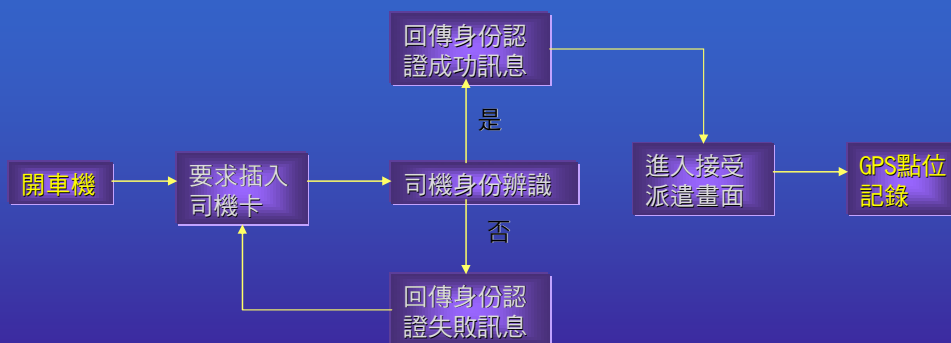 回傳身份認
證成功訊息
是
開車機
要求插入
司機卡
司機身份辨識
進入接受
派遣畫面
GPS點位
記錄
否
回傳身份認
證失敗訊息